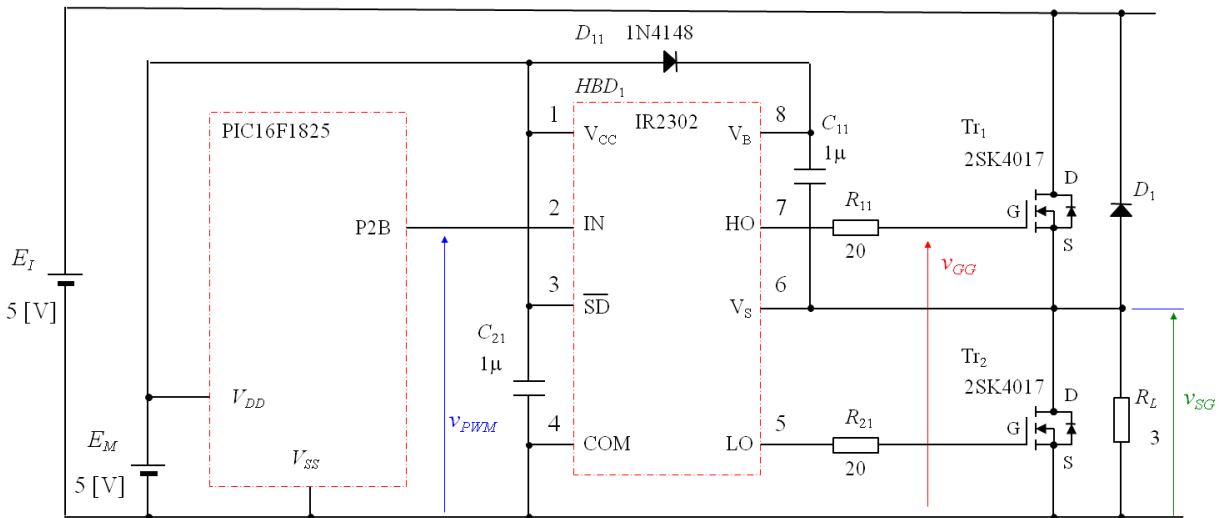 D11 1N4148
HBD1
IR2302
PIC16F1825
1
VCC
8
VB
C11
1μ
Tr1
2SK4017
D
G
S
D1
P2B
2
IN
7
HO
R11
20
EI
5 [V]
vGG
3
SD
6
VS
C21
1μ
Tr2
2SK4017
D
G
S
RL
3
vSG
VDD
vPWM
EM
5 [V]
VSS
4
COM
5
LO
R21
20